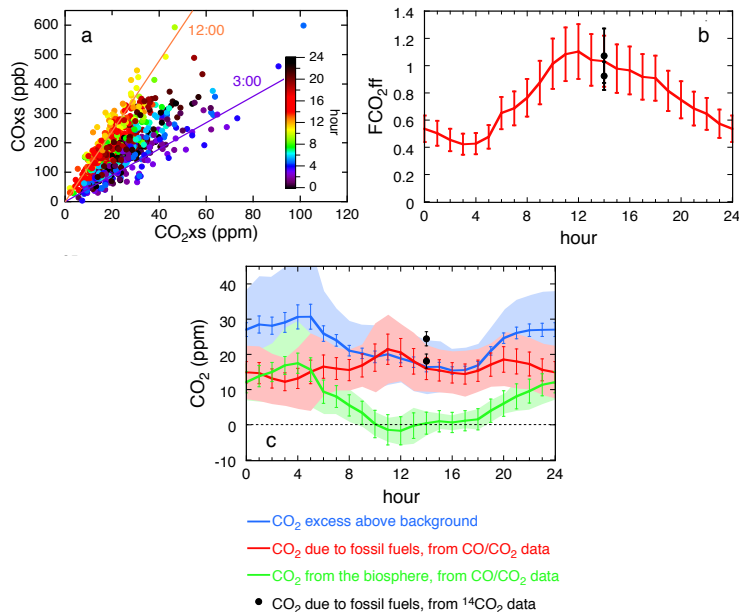 a
12:00
3:00
COxs (ppb)
600
500
400
300
200
100
0
0 20 40 60 80 100 120
CO₂xs (ppm)
24
20
16
12
8
4
0
hour
b
FCO₂ff
1.4
1.2
1
0.8
0.6
0.4
0.2
0
0 4 8 12 16 20 24
hour
c
CO₂ (ppm)
40
30
20
10
0
-10
0 4 8 12 16 20 24
hour
CO₂ excess above background
CO₂ due to fossil fuels, from CO/CO₂ data
CO₂ from the biosphere, from CO/CO₂ data
CO₂ due to fossil fuels, from ¹⁴CO₂ data